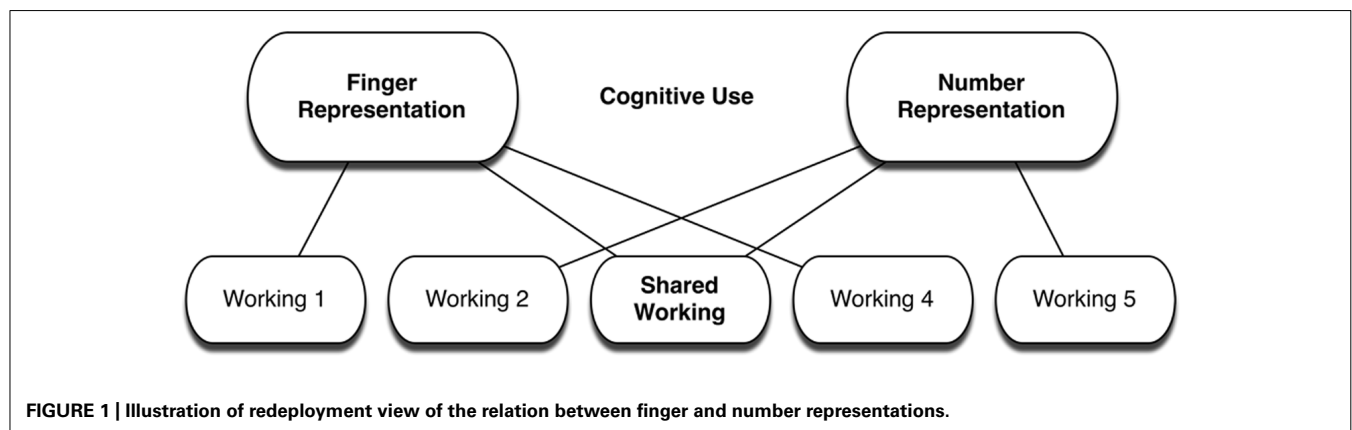 Finger
Representation
Cognitive Use
Number
Representation
Working 1
Working 2
Shared
Working
Working 4
Working 5
FIGURE 1 | Illustration of redeployment view of the relation between finger and number representations.